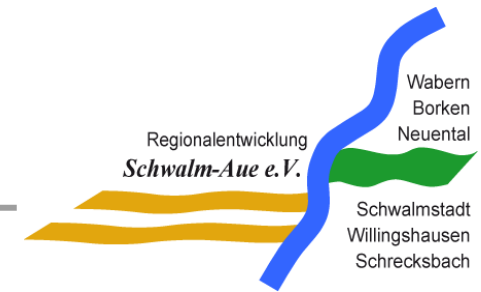 Regionalentwicklung
Schwalm-Aue e.V.
Wabern
Borken
Neuental
Schwalmstadt
Willingshausen
Schrecksbach